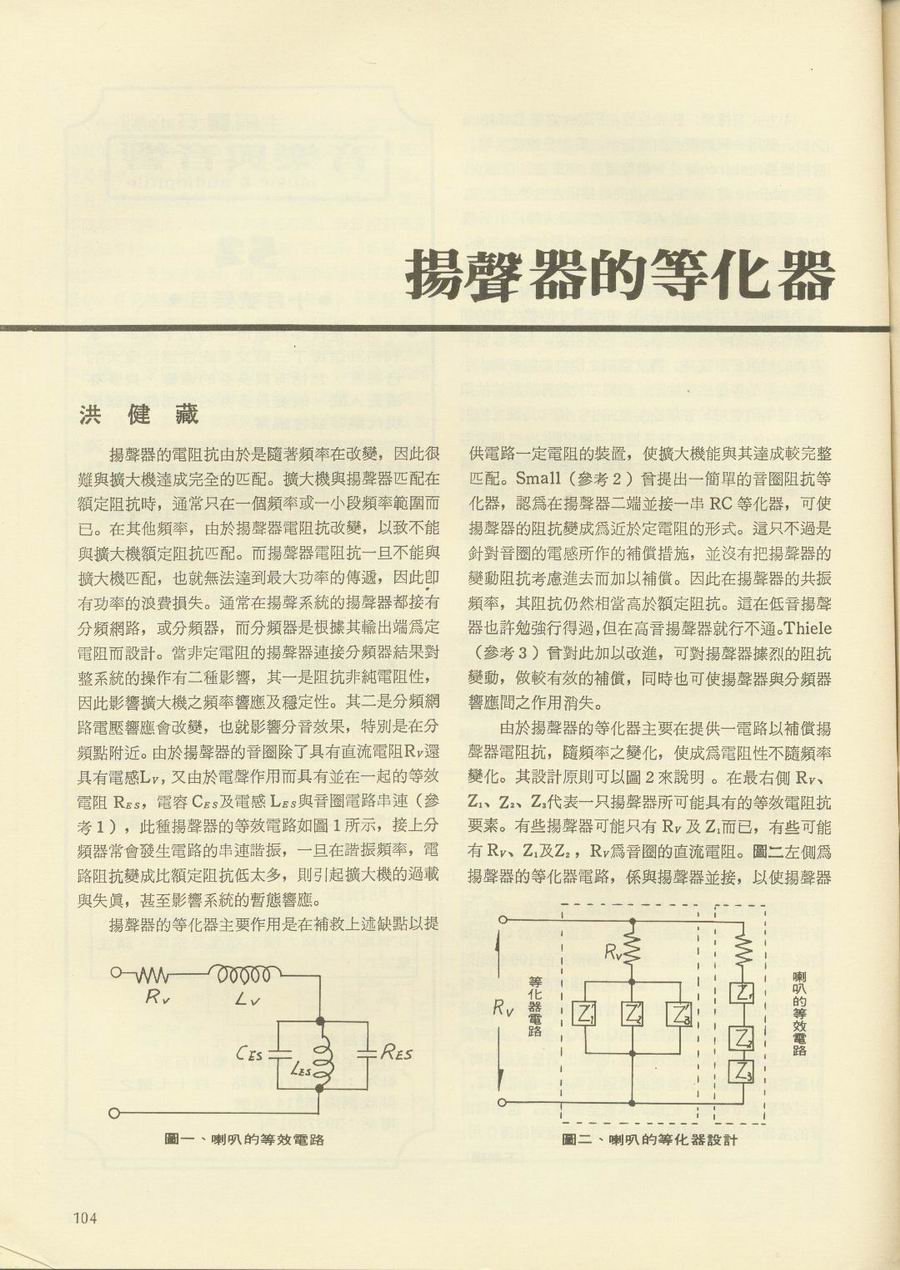 揚聲器的等化器
洪健藏
揚聲器的電阻抗由於是隨著頻率在改變，因此很
難與擴大機達成完全的匹配。擴大機與揚聲器匹配在
額定阻抗時，通常只在一個頻率或一小段頻率範圍而
已。在其他頻率，由於揚聲器電阻抗改變，以致不能
與擴大機額定阻抗匹配。而揚聲器電阻抗一旦不能與
擴大機匹配，也就無法達到最大功率的傳遞，因此卽
有功率的浪費損失。通常在揚聲系統的揚聲器都接有
分頻網路，或分頻器，而分頻器是根據其輸出端爲定
電阻而設計。當非定電阻的揚聲器連接分頻器結果對
整系統的操作有二種影響，其一是阻抗非純電阻性，
因此影響擴大機之頻率響應及穩定性。其二是分頻網
路電壓響應會改變，也就影響分音效果，特別是在分
頻點附近。由於揚聲器的音圈除了具有直流電阻Rv還
具有電感Lv，又由於電聲作用而具有並在一起的等效
電阻 RES，電容 CES及電感 LES與音圈電路串連（參
考1），此種揚聲器的等效電路如圖1所示，接上分
頻器常會發生電路的串連諧振，一旦在諧振頻率，電
路阻抗變成比額定阻抗低太多，則引起擴大機的過載
與失眞，甚至影響系統的暫態響應。
揚聲器的等化器主要作用是在補救上述缺點以提
Rv
Lv
CES
LES
RES
圖一、喇叭的等效電路
供電路一定電阻的裝置，使擴大機能與其達成較完整
匹配。Small（參考2）曾提出一簡單的音圈阻抗等
化器，認爲在揚聲器二端並接一串 RC 等化器，可使
揚聲器的阻抗變成爲近於定電阻的形式。這只不過是
針對音圈的電感所作的補償措施，並沒有把揚聲器的
變動阻抗考慮進去而加以補償。因此在揚聲器的共振
頻率，其阻抗仍然相當高於額定阻抗。這在低音揚聲
器也許勉強行得過，但在高音揚聲器就行不通。Thiele
（參考3）曾對此加以改進，可對揚聲器據烈的阻抗
變動，做較有效的補償，同時也可使揚聲器與分頻器
響應間之作用消失。
由於揚聲器的等化器主要在提供一電路以補償揚
聲器電阻抗，隨頻率之變化，使成爲電阻性不隨頻率
變化。其設計原則可以圖2來說明。在最右側 Rv、
Z₁、Z₂、Z₃代表一只揚聲器所可能具有的等效電阻抗
要素。有些揚聲器可能只有 Rv 及 Z₁而已，有些可能
有 Rv、Z₁及Z₂，Rv爲音圈的直流電阻。圖二左側爲
揚聲器的等化器電路，係與揚聲器並接，以使揚聲器
Rv
等化器電路
Rv
Z₁'
Z₂'
Z₃'
Z₁
Z₂
Z₃
喇叭的等效電路
圖二、喇叭的等化器設計
104